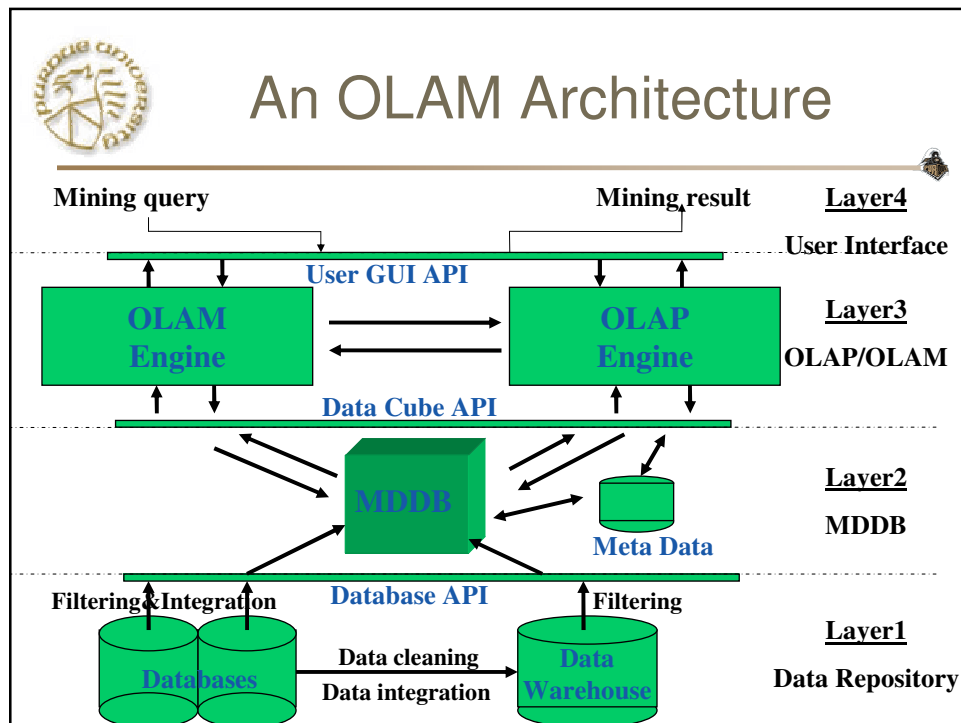 purdue university
An OLAM Architecture
Mining query
Mining result
Layer4
User Interface
User GUI API
OLAM
Engine
OLAP
Engine
Layer3
OLAP/OLAM
Data Cube API
MDDB
Meta Data
Layer2
MDDB
Filtering&Integration
Database API
Filtering
Layer1
Data Repository
Databases
Data cleaning
Data integration
Data
Warehouse